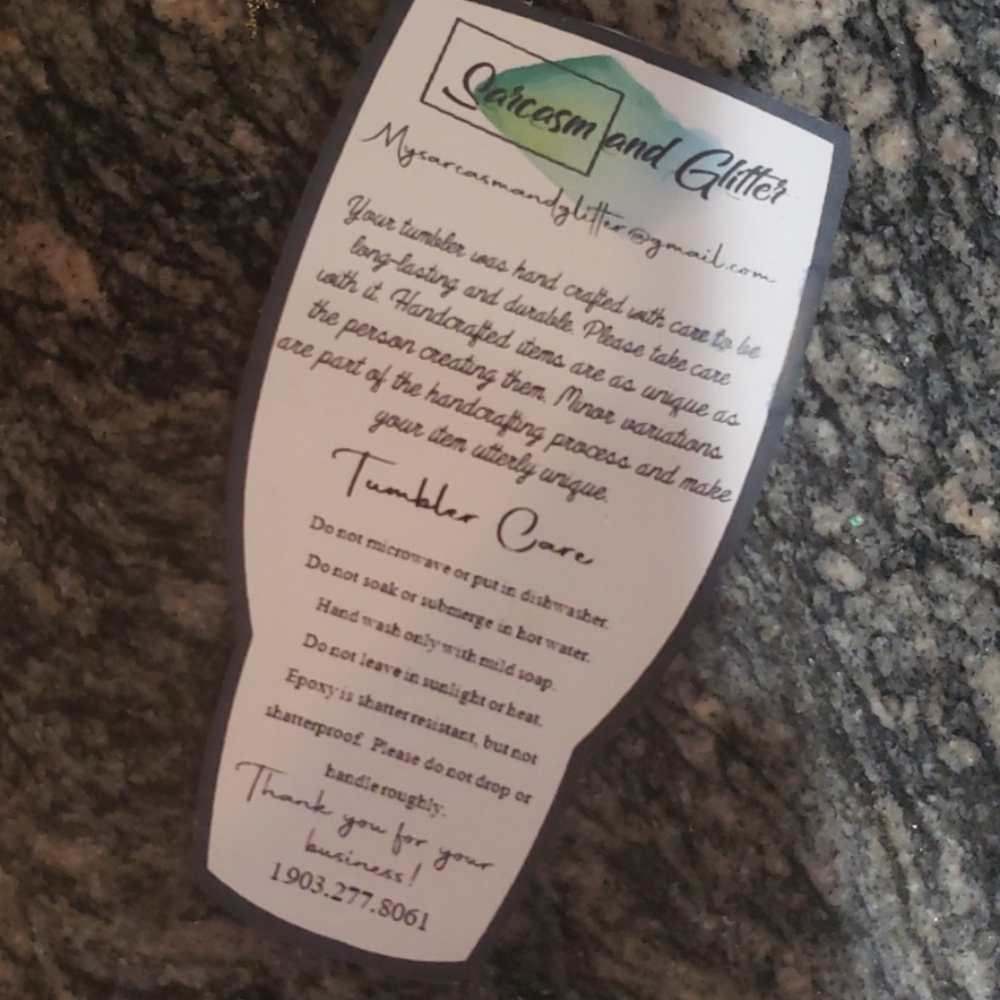 Sarcasm and Glitter
Mysarcasmandglitter@gmail.com
Your tumbler was hand crafted with care to be
long-lasting and durable. Please take care
with it. Handcrafted items are as unique as
the person creating them. Minor variations
are part of the handcrafting process and make
your item utterly unique.
Tumbler Care
Do not microwave or put in dishwasher.
Do not soak or submerge in hot water.
Hand wash only with mild soap.
Do not leave in sunlight or heat.
Epoxy is shatter resistant, but not
shatterproof. Please do not drop or
handle roughly.
Thank you for your
business!
1903.277.8061